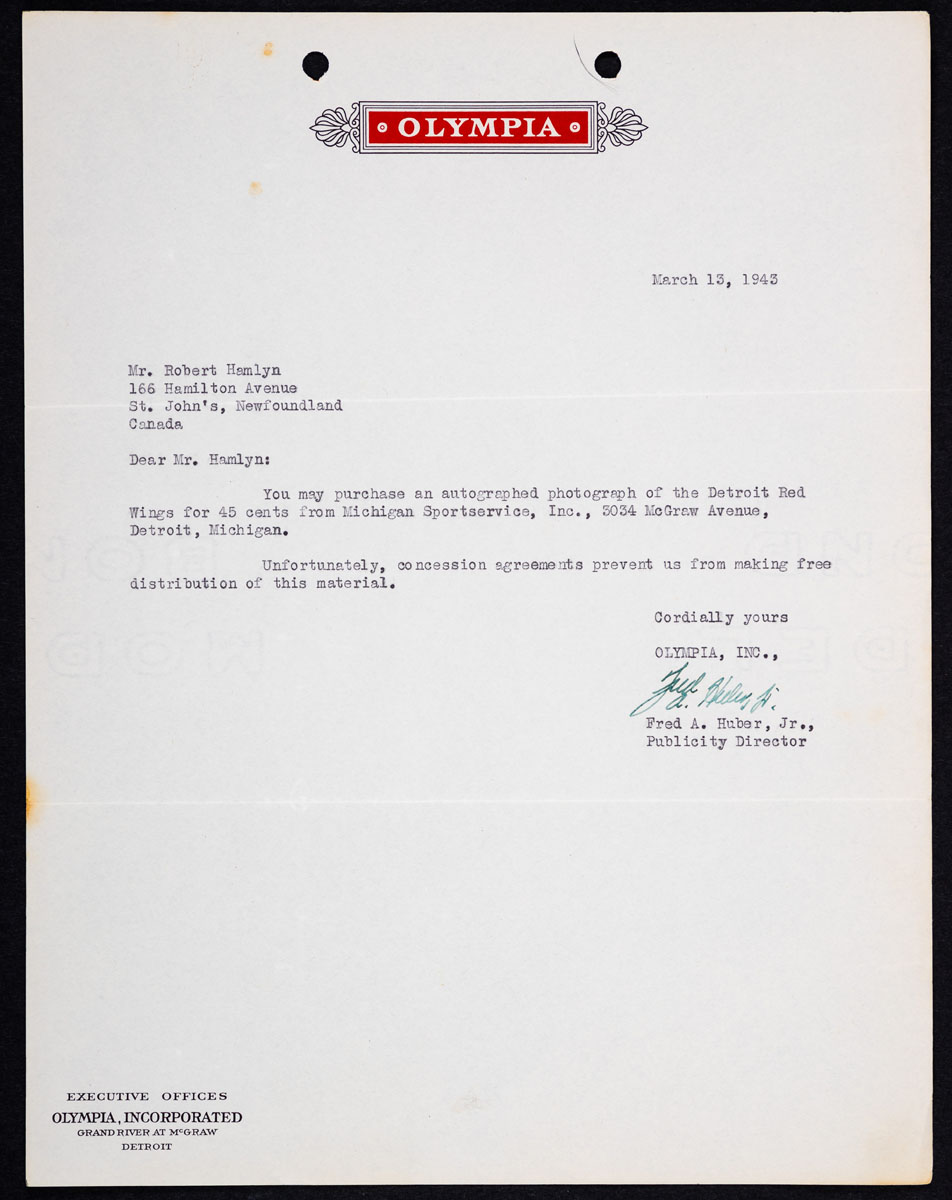 OLYMPIA
March 13, 1943
Mr. Robert Hamlyn
166 Hamilton Avenue
St. John's, Newfoundland
Canada
Dear Mr. Hamlyn:
You may purchase an autographed photograph of the Detroit Red
Wings for 45 cents from Michigan Sportservice, Inc., 3034 McGraw Avenue,
Detroit, Michigan.
Unfortunately, concession agreements prevent us from making free
distribution of this material.
Cordially yours
OLYMPIA, INC.,
Fred A. Huber, Jr.
Fred A. Huber, Jr.,
Publicity Director
EXECUTIVE OFFICES
OLYMPIA, INCORPORATED
GRAND RIVER AT McGRAW
DETROIT